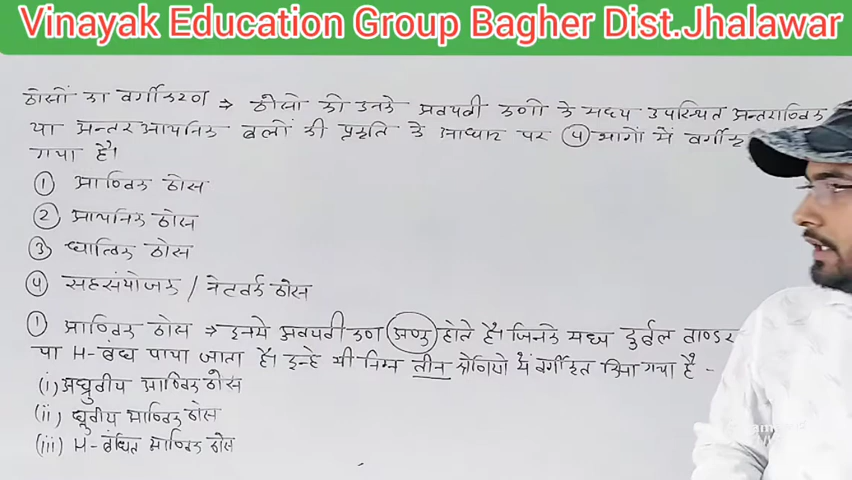 Vinayak Education Group Bagher Dist.Jhalawar
ठोसों का वर्गीकरण ⇒ ठोसो को उनके अवयवी कणो के मध्य उपस्थित अन्तराण्विक
या अन्तर आयनिक बलों की प्रकृति के आधार पर ④ भागों में
गया है।
① आण्विक ठोस
② आयनिक ठोस
③ धात्विक ठोस
④ सहसंयोजक / नेटवर्क ठोस
① आण्विक ठोस ⇒ इनमे अवयवी कण अणु होते है। जिनके मध्य दुर्बल
या H-बंध पाया जाता है। इन्हे भी निम्न तीन श्रेणियो में वर्गीकृत किया गया है -
(i) अध्रुवीय आण्विक ठोस
(ii) ध्रुवीय आण्विक ठोस
(iii) H-बंधित आण्विक ठोस